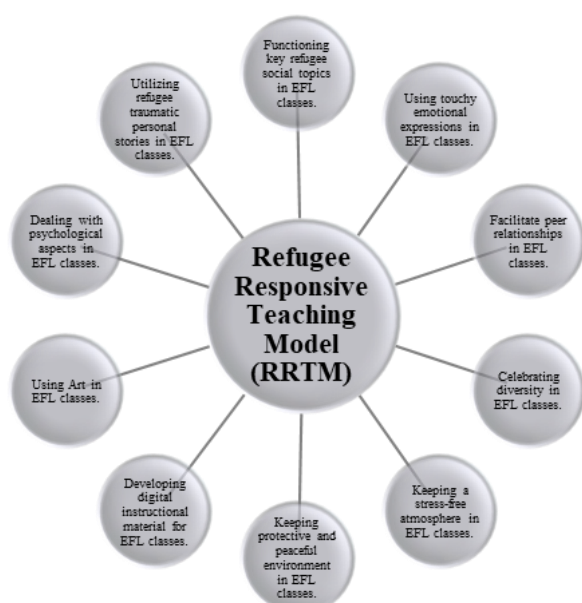 Refugee
Responsive
Teaching
Model
(RRTM)
Functioning
key refugee
social topics
in EFL
classes.
Using touchy
emotional
expressions in
EFL classes.
Facilitate peer
relationships
in EFL
classes.
Celebrating
diversity in EFL
classes.
Keeping a
stress-free
atmosphere in
EFL classes.
Keeping
protective and
peaceful
environment
in EFL
classes.
Developing
digital
instructional
material for
EFL classes.
Using Art in
EFL classes.
Dealing with
psychological
aspects in
EFL classes.
Utilizing
refugee
traumatic
personal
stories in EFL
classes.